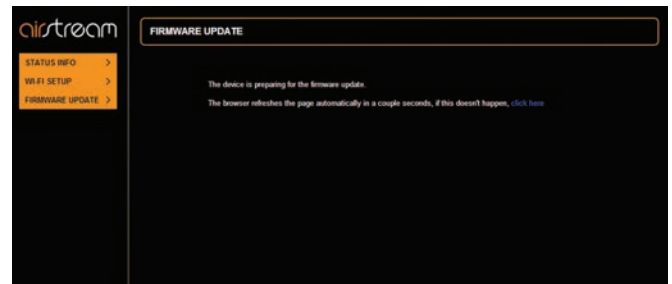 airstream
FIRMWARE UPDATE
STATUS INFO >
WI-FI SETUP >
FIRMWARE UPDATE >
The device is preparing for the firmware update.
The browser refreshes the page automatically in a couple seconds, if this doesn't happen, click here